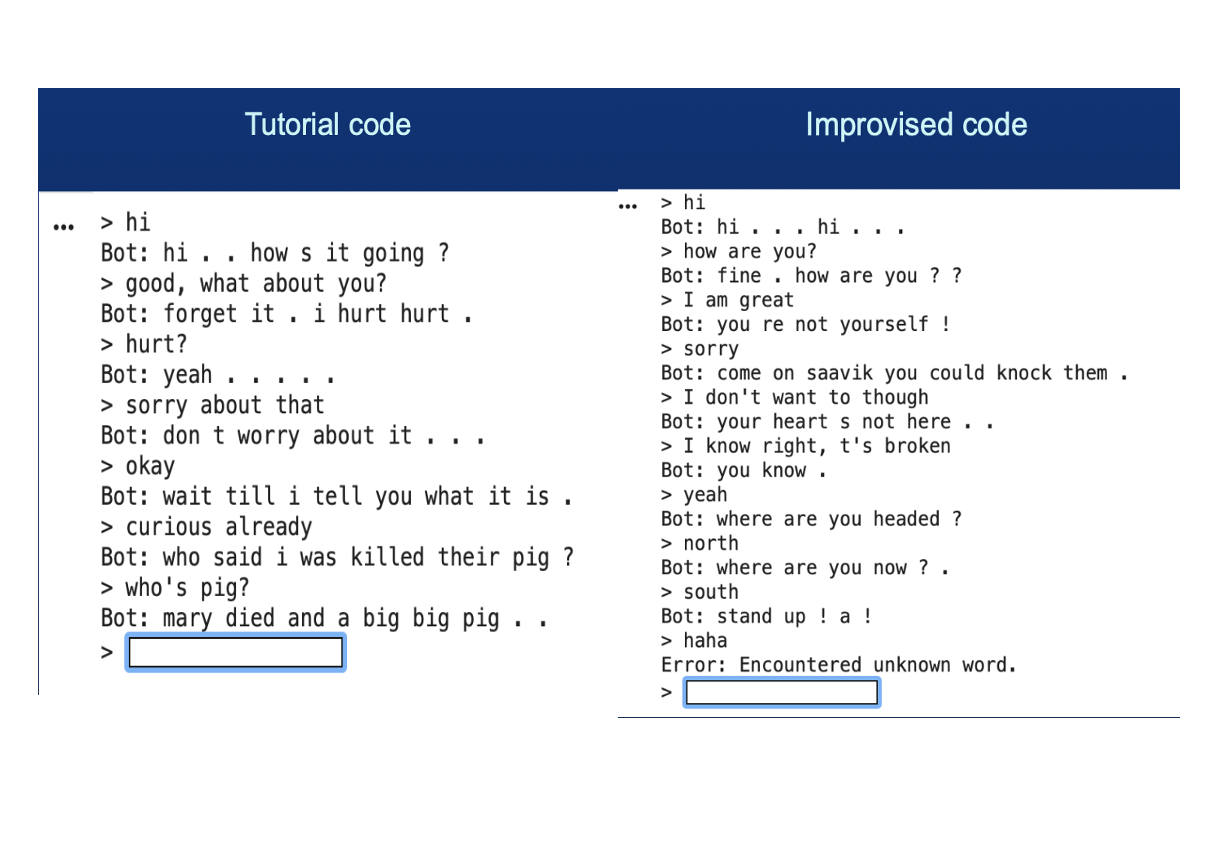 Tutorial code
... > hi
Bot: hi . . how s it going ?
> good, what about you?
Bot: forget it . i hurt hurt .
> hurt?
Bot: yeah . . . . .
> sorry about that
Bot: don t worry about it . . .
> okay
Bot: wait till i tell you what it is .
> curious already
Bot: who said i was killed their pig ?
> who's pig?
Bot: mary died and a big big pig . .
>
Improvised code
... > hi
Bot: hi . . . hi . . .
> how are you?
Bot: fine . how are you ? ?
> I am great
Bot: you re not yourself !
> sorry
Bot: come on saavik you could knock them .
> I don't want to though
Bot: your heart s not here . .
> I know right, t's broken
Bot: you know .
> yeah
Bot: where are you headed ?
> north
Bot: where are you now ? .
> south
Bot: stand up ! a !
> haha
Error: Encountered unknown word.
>